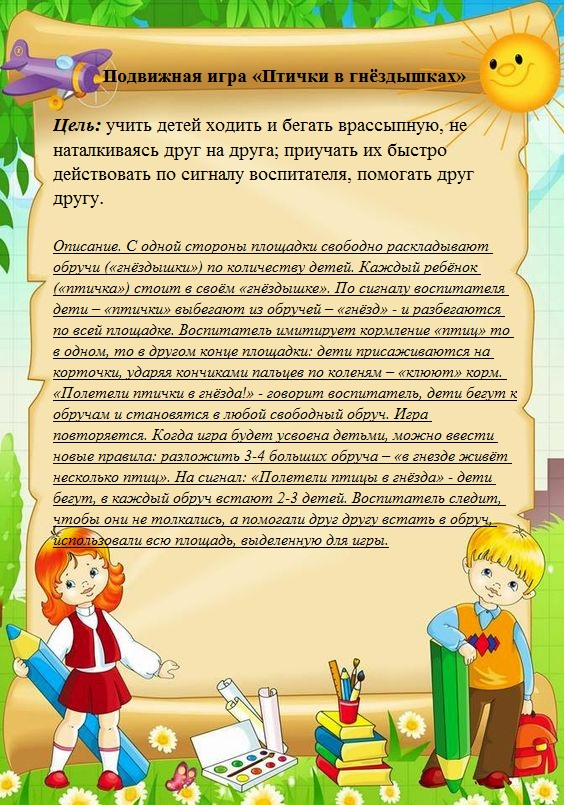 Подвижная игра «Птички в гнёздышках»
Цель: учить детей ходить и бегать врассыпную, не
наталкиваясь друг на друга; приучать их быстро
действовать по сигналу воспитателя, помогать друг
другу.
Описание. С одной стороны площадки свободно раскладывают
обручи («гнёздышки») по количеству детей. Каждый ребёнок
(«птичка») стоит в своём «гнёздышке». По сигналу воспитателя
дети – «птички» выбегают из обручей – «гнёзд» - и разбегаются
по всей площадке. Воспитатель имитирует кормление «птиц» то
в одном, то в другом конце площадки: дети присаживаются на
корточки, ударяя кончиками пальцев по коленям – «клюют» корм.
«Полетели птички в гнёзда!» - говорит воспитатель, дети бегут к
обручам и становятся в любой свободный обруч. Игра
повторяется. Когда игра будет усвоена детьми, можно ввести
новые правила: разложить 3-4 больших обруча – «в гнезде живёт
несколько птиц». На сигнал: «Полетели птицы в гнёзда» - дети
бегут, в каждый обруч встают 2-3 детей. Воспитатель следит,
чтобы они не толкались, а помогали друг другу встать в обруч,
использовали всю площадь, выделенную для игры.